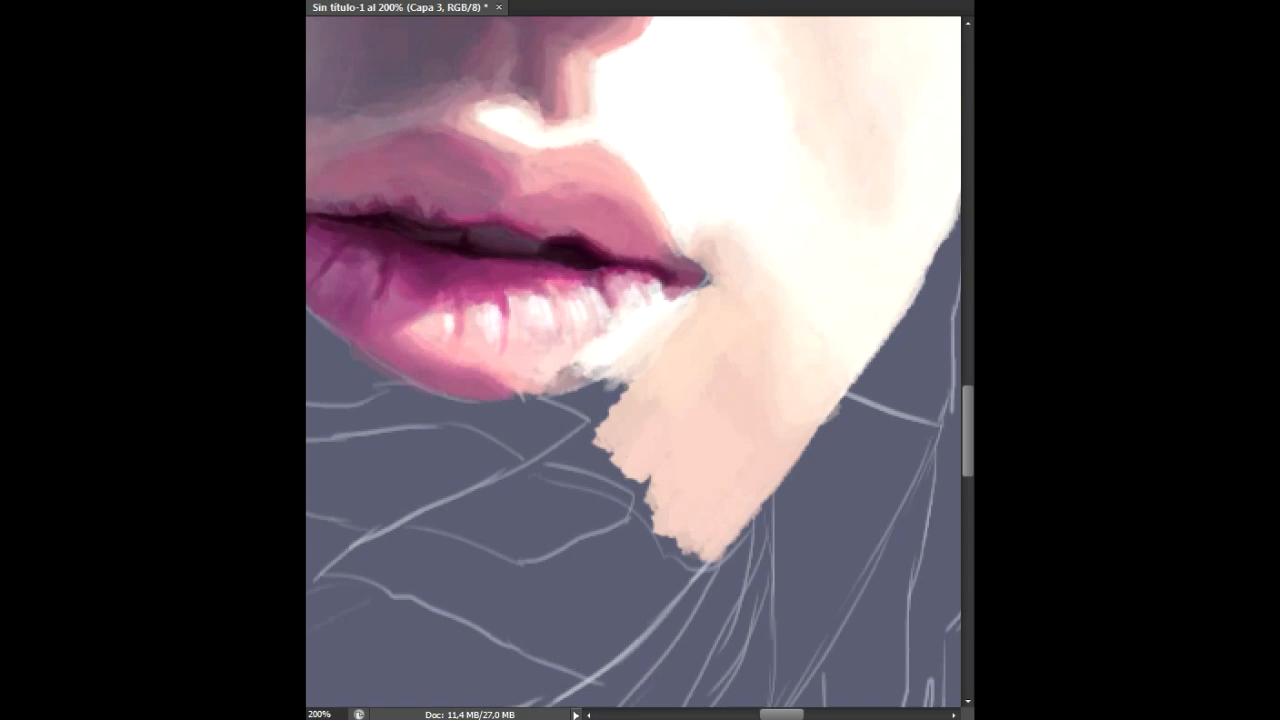 Sin título-1 al 200% (Capa 3, RGB/8) * ×
200% Doc: 11,4 MB/27,0 MB